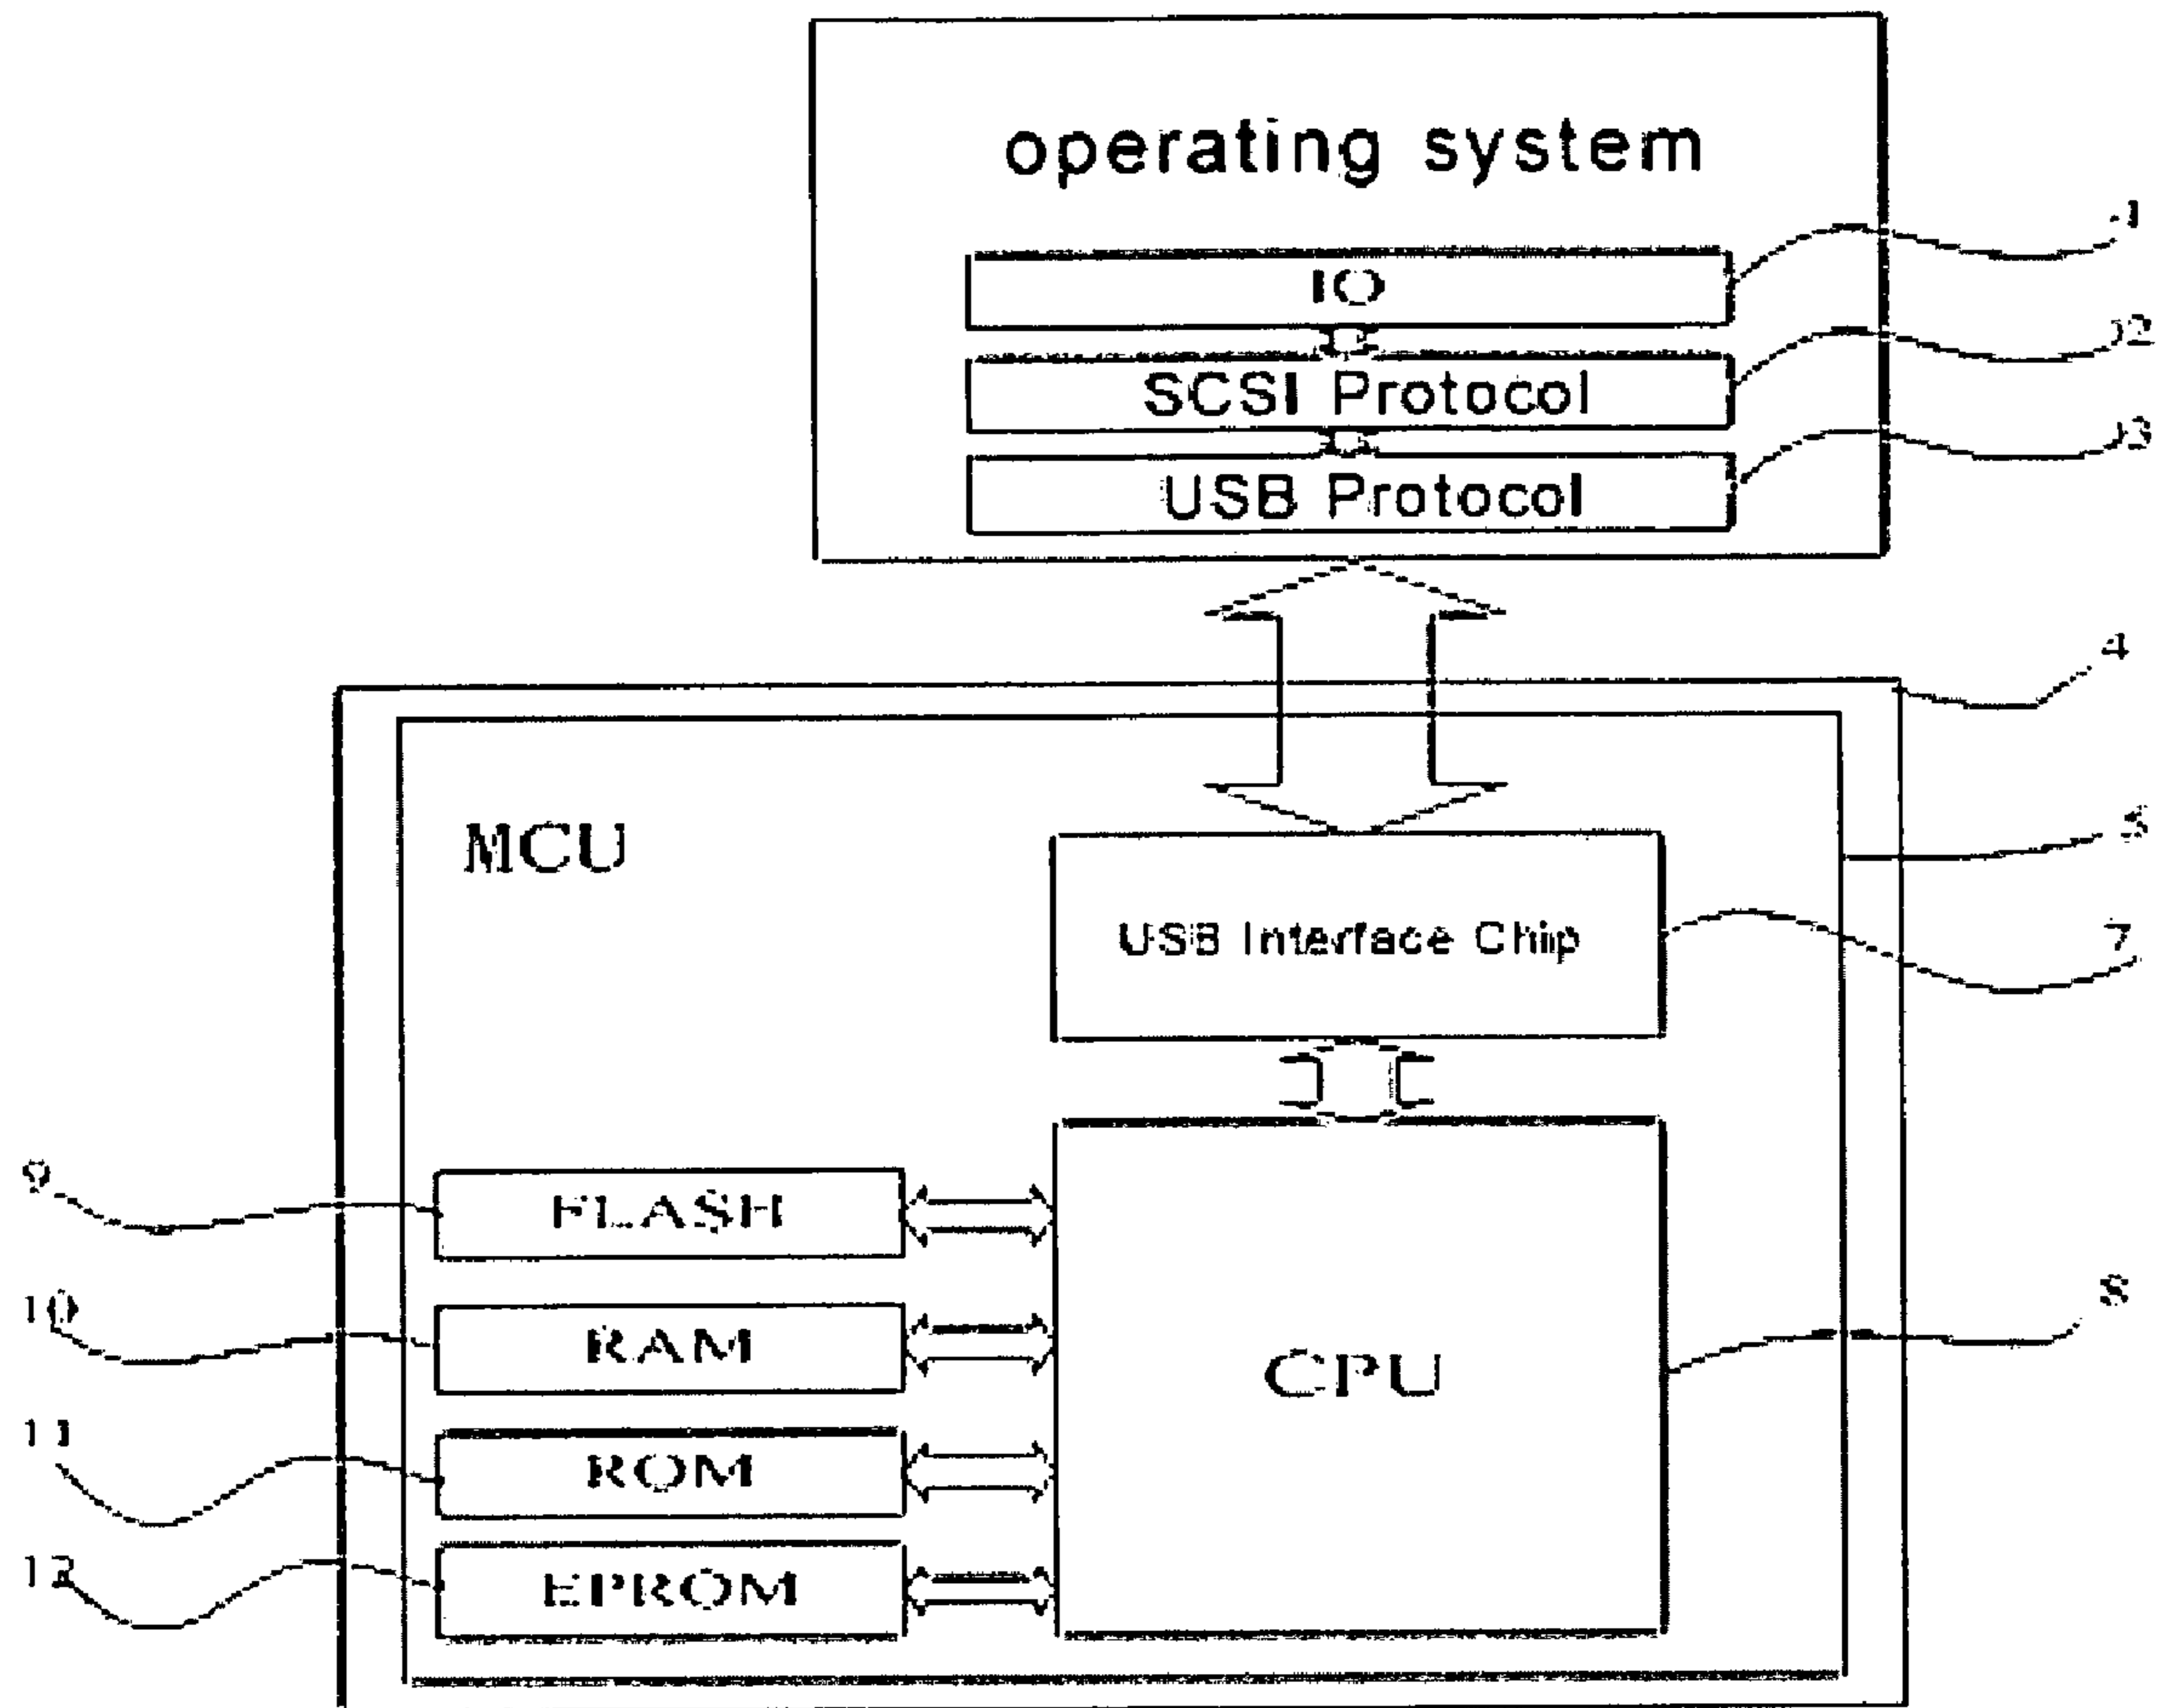 operating system
IO
SCSI Protocol
USB Protocol
4
MCU
5
USB Interface Chip
7
9
FLASH
10
RAM
8
CPU
11
ROM
12
EPROM